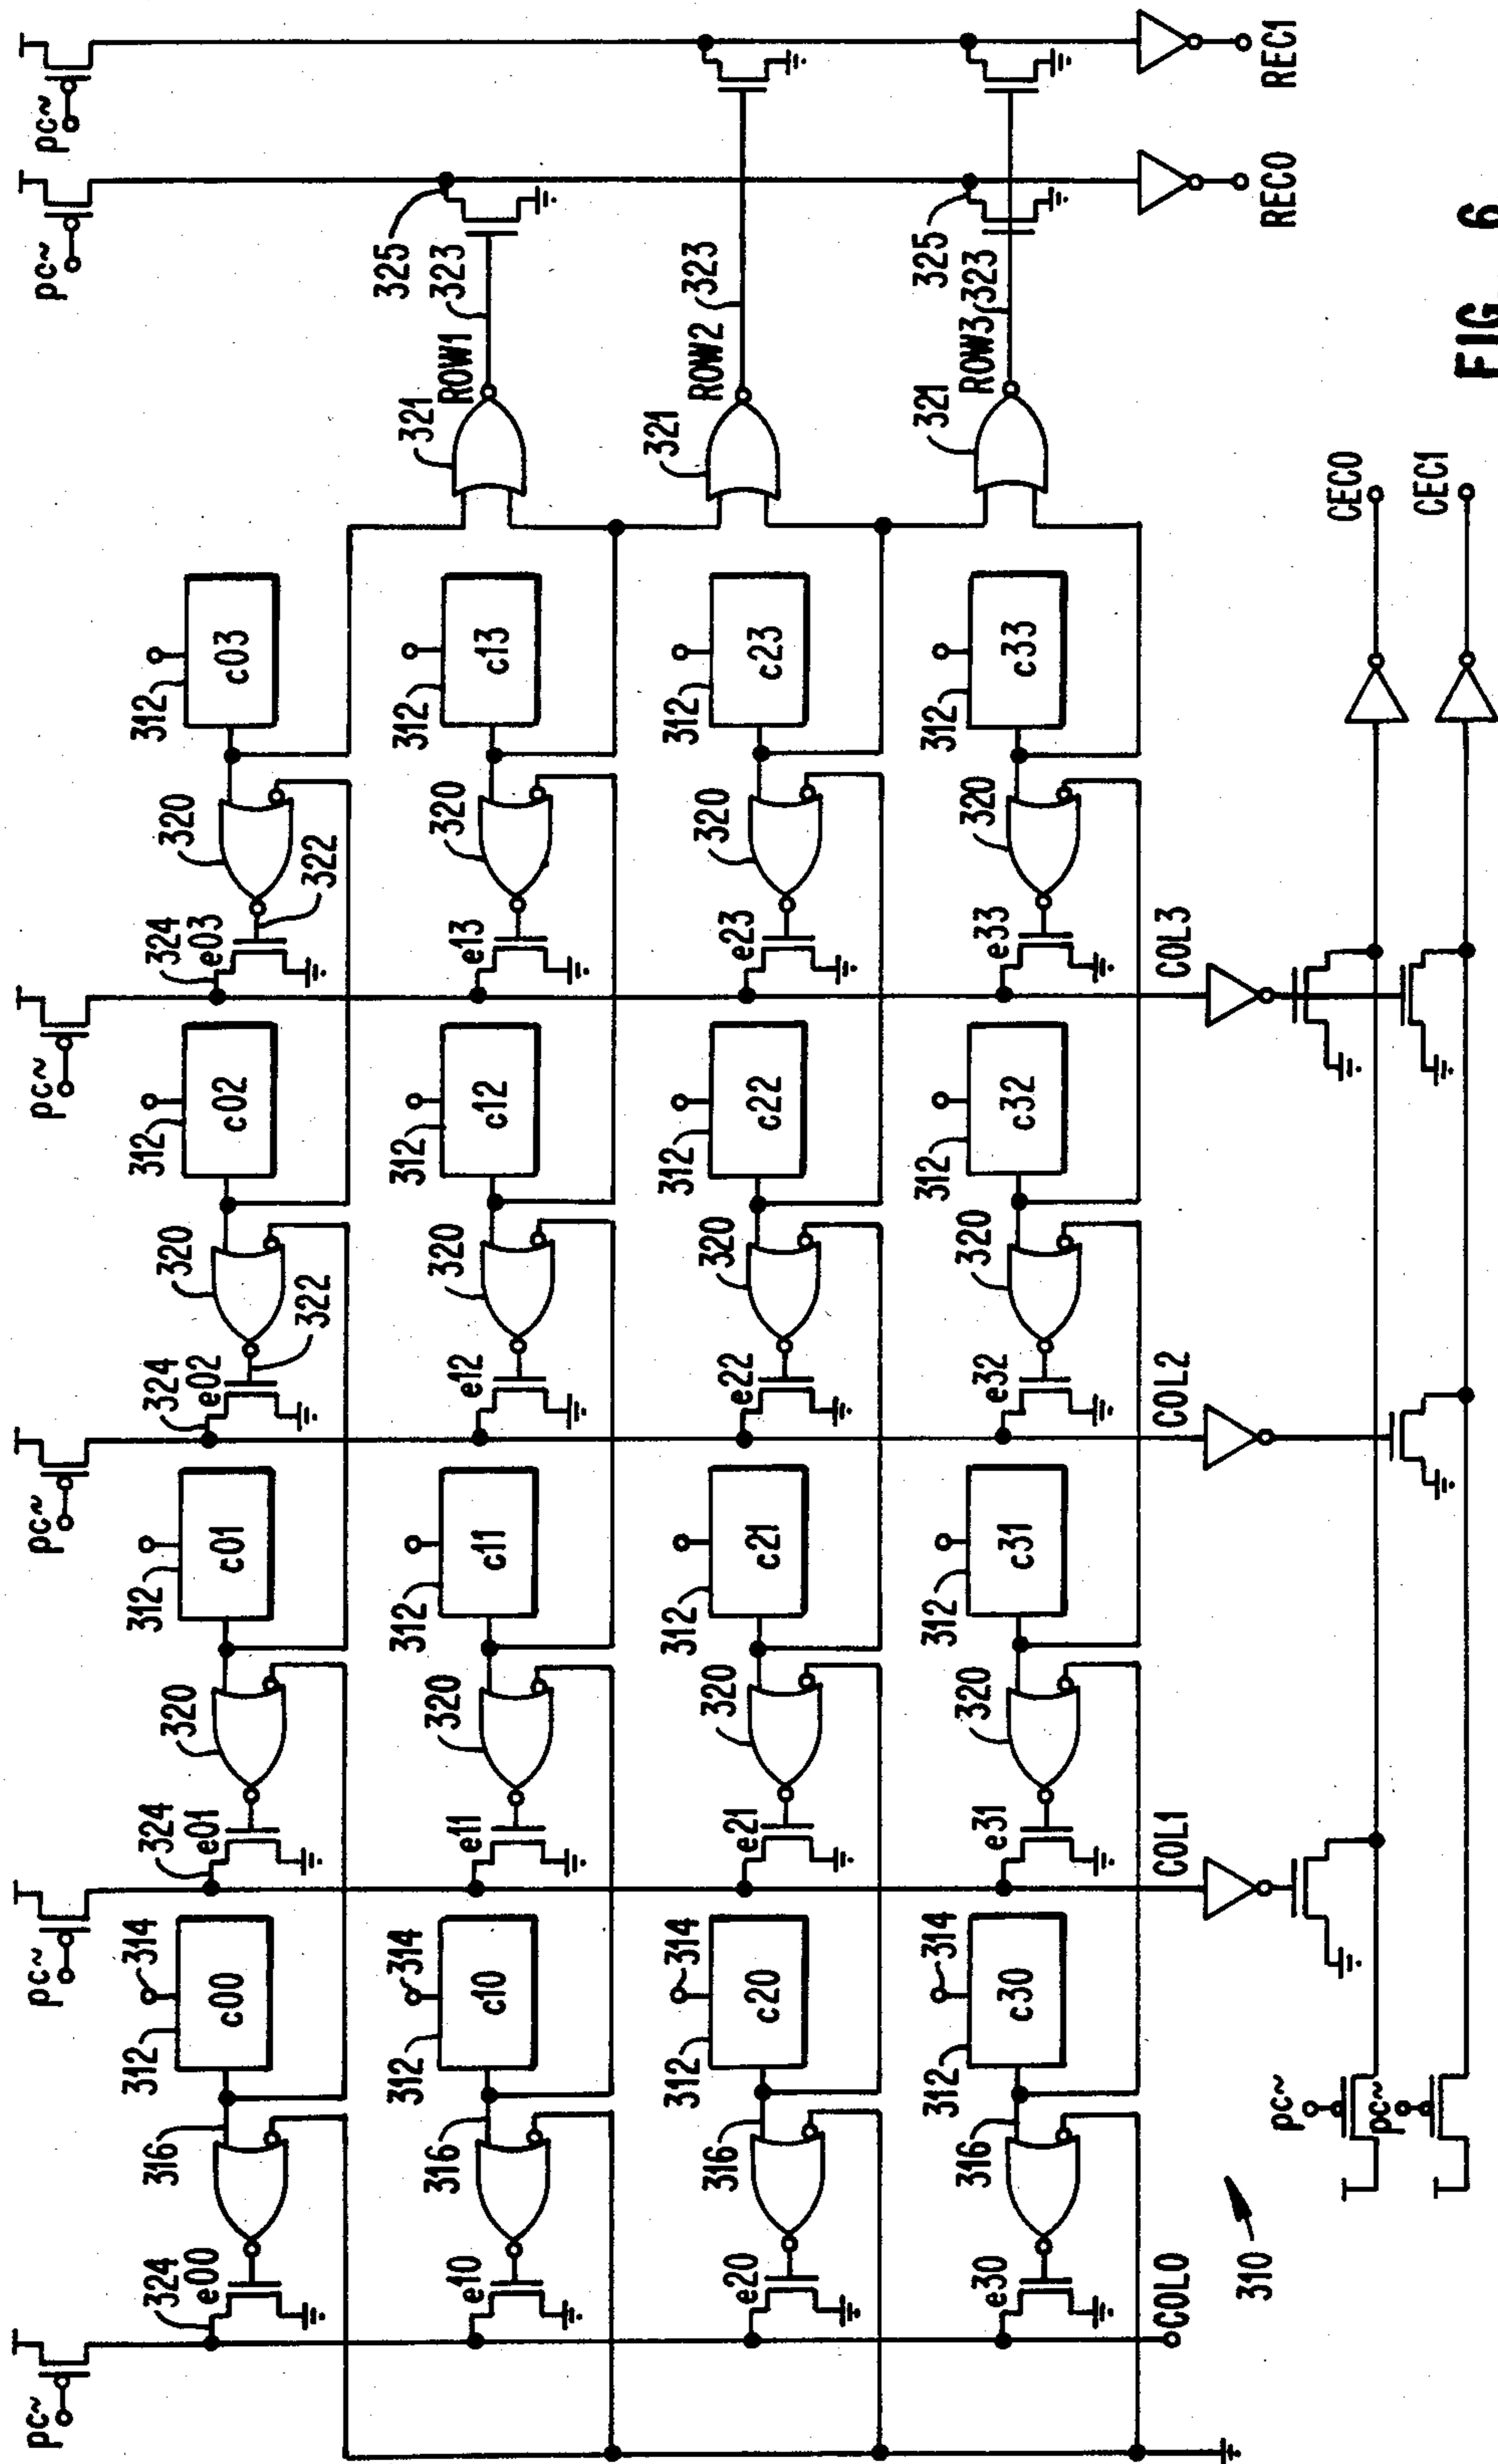 pc~ pc~ pc~ pc~ pc~ pc~
324 316 312 314 324 320 312 324 320 312 324 320 312
e00 c00 e01 c01 e02 322 c02 e03 322 c03
325
316 312 314 320 312 320 312 320 312 321 323
e10 c10 e11 c11 e12 c12 e13 c13 ROW1
316 312 314 320 312 320 312 320 312 321 323
e20 c20 e21 c21 e22 c22 e23 c23 ROW2
325
316 312 314 320 312 320 312 320 312 321 323
e30 c30 e31 c31 e32 c32 e33 c33 ROW3
COL0 COL1 COL2 COL3
REC0 REC1
310
pc~ CEC0
pc~ CEC1
FIG. 6